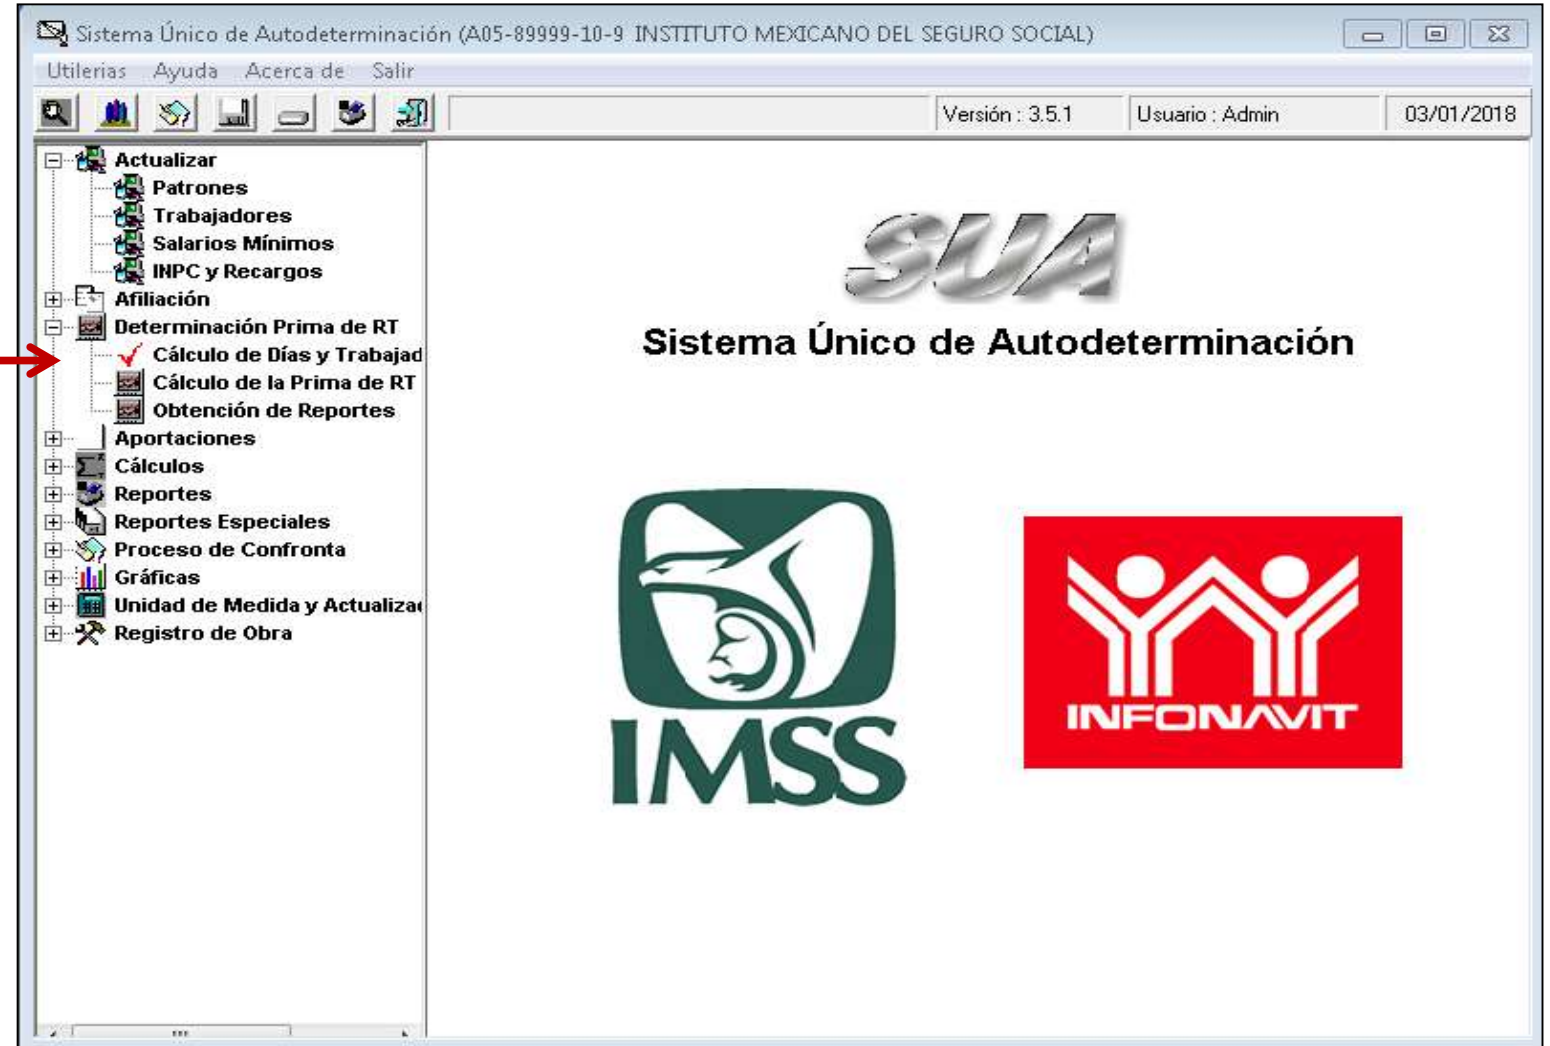 Sistema Único de Autodeterminación (A05-89999-10-9 INSTITUTO MEXICANO DEL SEGURO SOCIAL)
Utilerias Ayuda Acerca de Salir
Versión : 3.5.1 Usuario : Admin 03/01/2018
Actualizar
Patrones
Trabajadores
Salarios Mínimos
INPC y Recargos
Afiliación
Determinación Prima de RT
Cálculo de Días y Trabajad
Cálculo de la Prima de RT
Obtención de Reportes
Aportaciones
Cálculos
Reportes
Reportes Especiales
Proceso de Confronta
Gráficas
Unidad de Medida y Actualiza
Registro de Obra
SUA
Sistema Único de Autodeterminación
IMSS
INFONAVIT